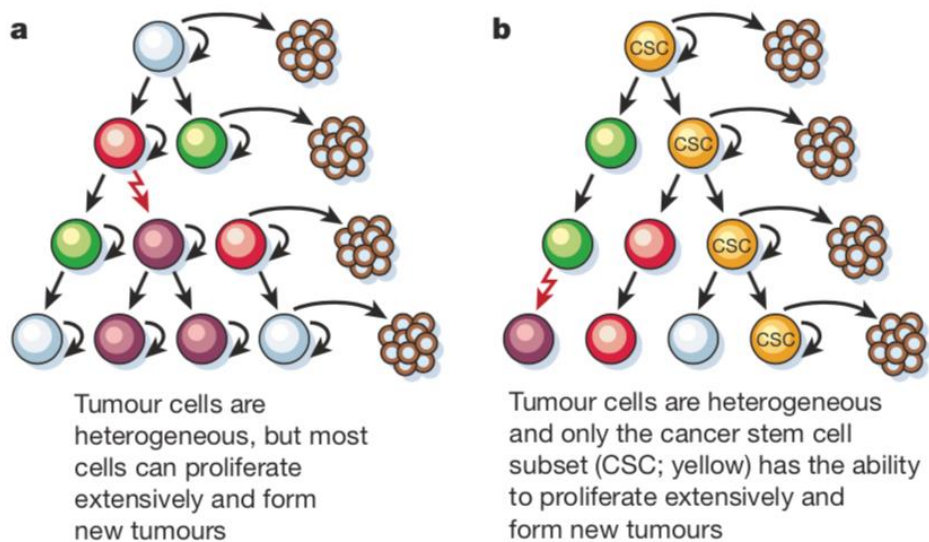 a
b
CSC
CSC
CSC
CSC
Tumour cells are
heterogeneous, but most
cells can proliferate
extensively and form
new tumours
Tumour cells are heterogeneous
and only the cancer stem cell
subset (CSC; yellow) has the ability
to proliferate extensively and
form new tumours